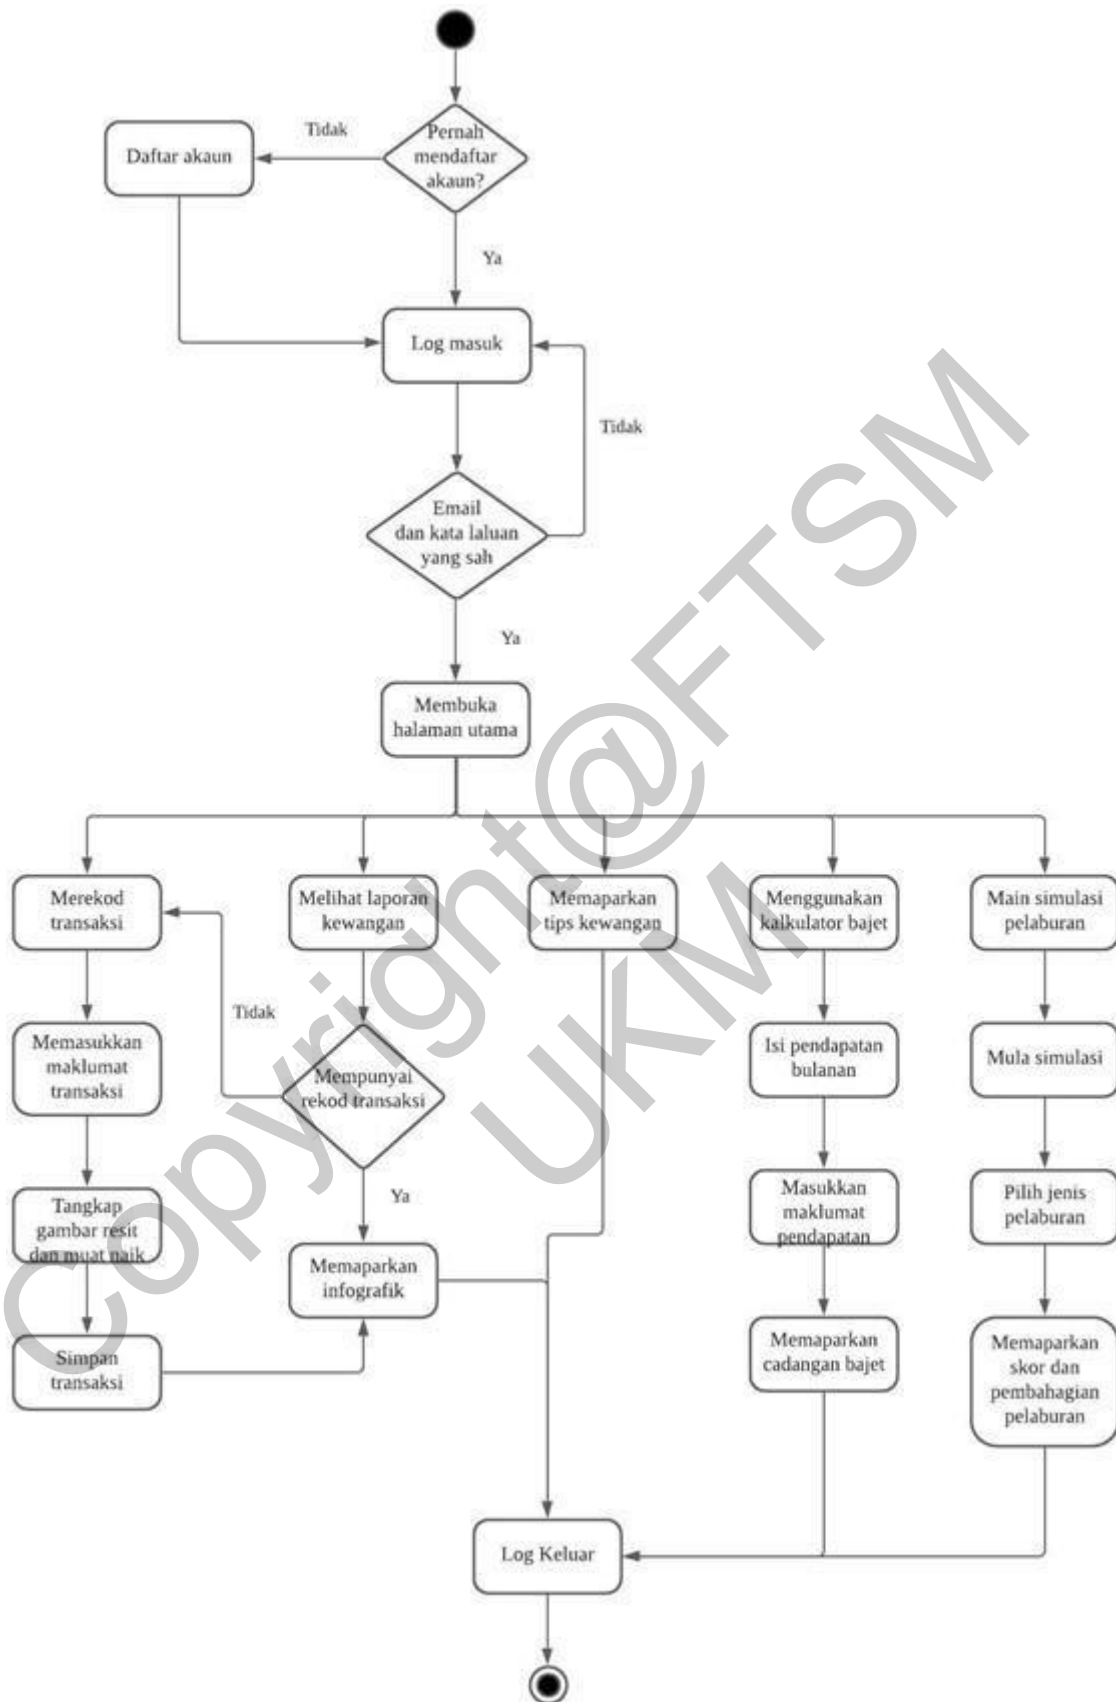 Pernah
mendaftar
akaun?
Tidak
Daftar akaun
Ya
Log masuk
Tidak
Email
dan kata laluan
yang sah
Ya
Membuka
halaman utama
Merekod
transaksi
Melihat laporan
kewangan
Memaparkan
tips kewangan
Menggunakan
kalkulator bajet
Main simulasi
pelaburan
Tidak
Memasukkan
maklumat
transaksi
Mempunyai
rekod transaksi
Isi pendapatan
bulanan
Mula simulasi
Tangkap
gambar resit
dan muat naik
Ya
Memaparkan
infografik
Masukkan
maklumat
pendapatan
Pilih jenis
pelaburan
Simpan
transaksi
Memaparkan
cadangan bajet
Memaparkan
skor dan
pembahagian
pelaburan
Log Keluar
Copyright@FTSM
UKM